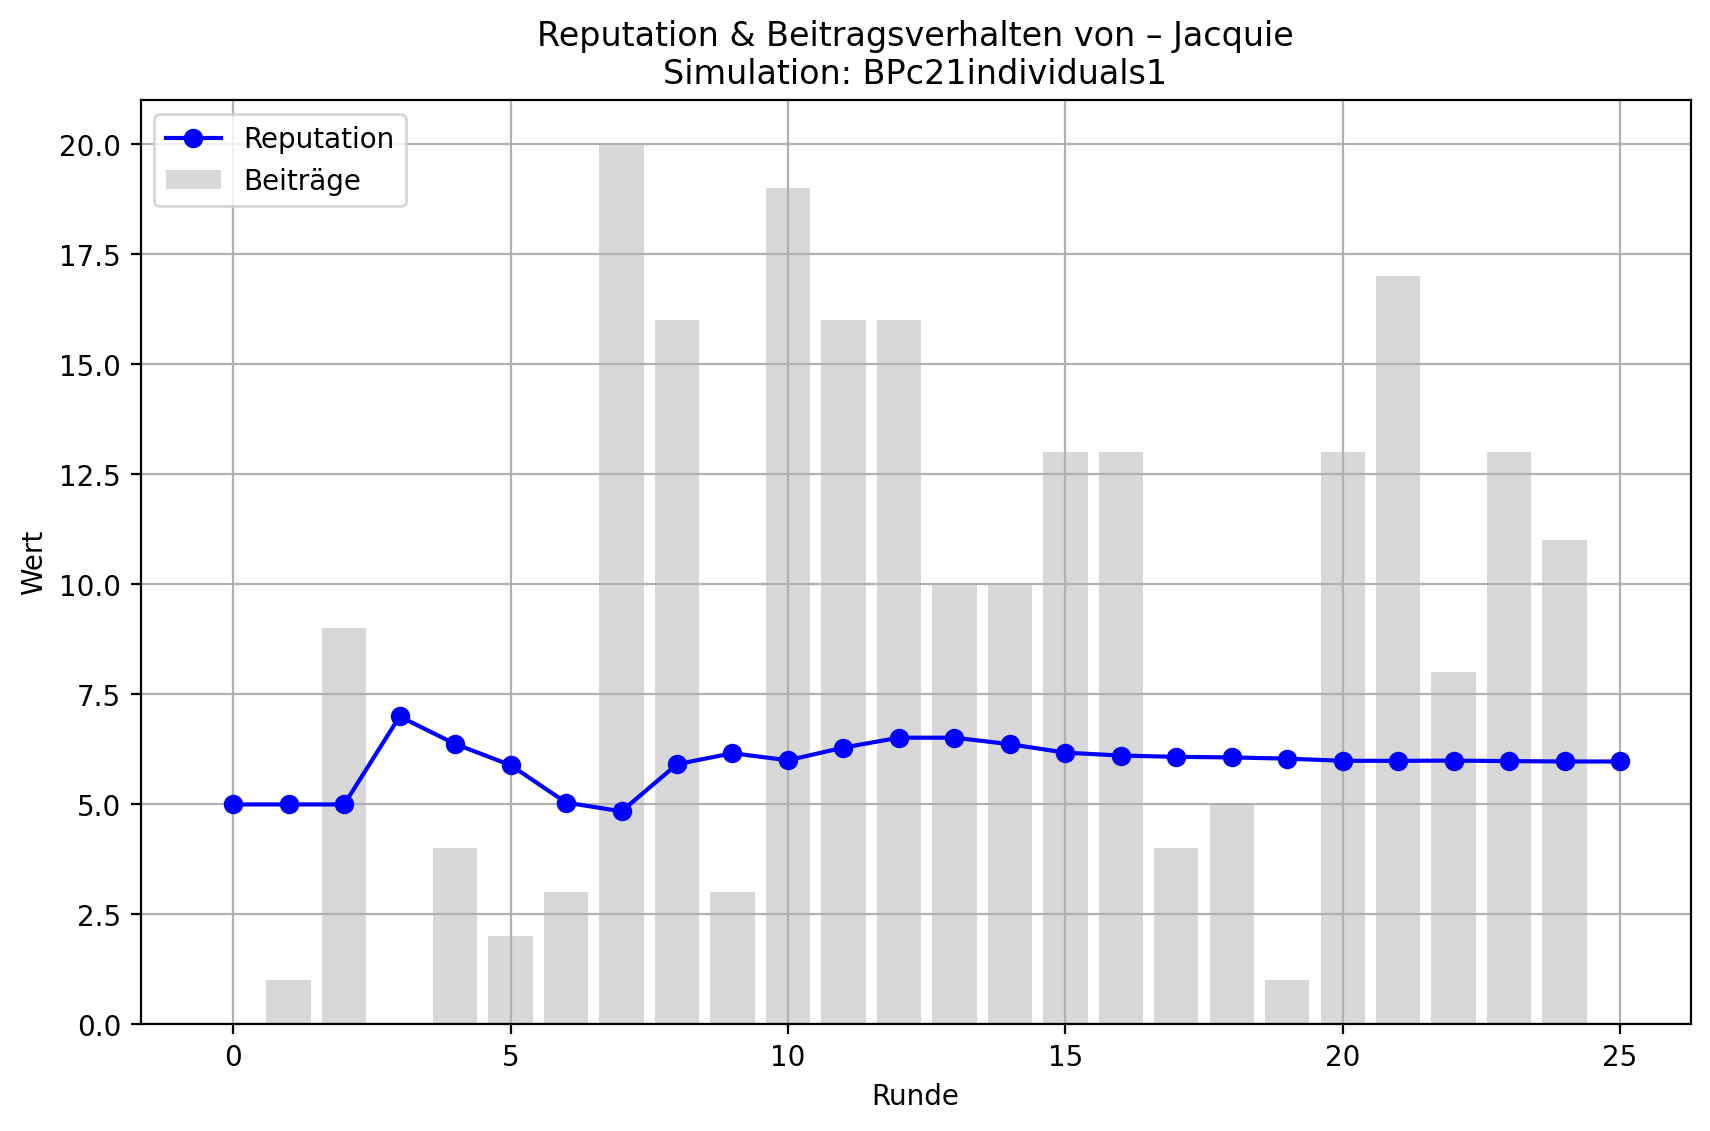 Reputation & Beitragsverhalten von – Jacquie
Simulation: BPc21individuals1
Reputation
Beiträge
20.0
17.5
15.0
12.5
10.0
7.5
5.0
2.5
0.0
Wert
0 5 10 15 20 25
Runde